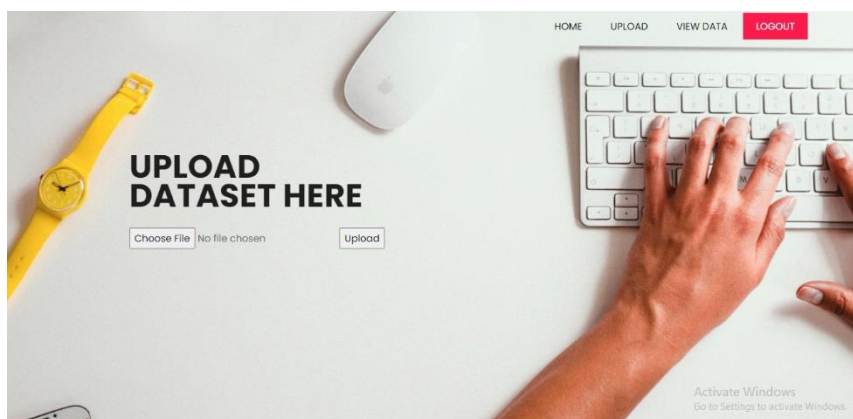 HOME UPLOAD VIEW DATA LOGOUT
UPLOAD
DATASET HERE
Choose File No file chosen Upload
Activate Windows
Go to Settings to activate Windows.